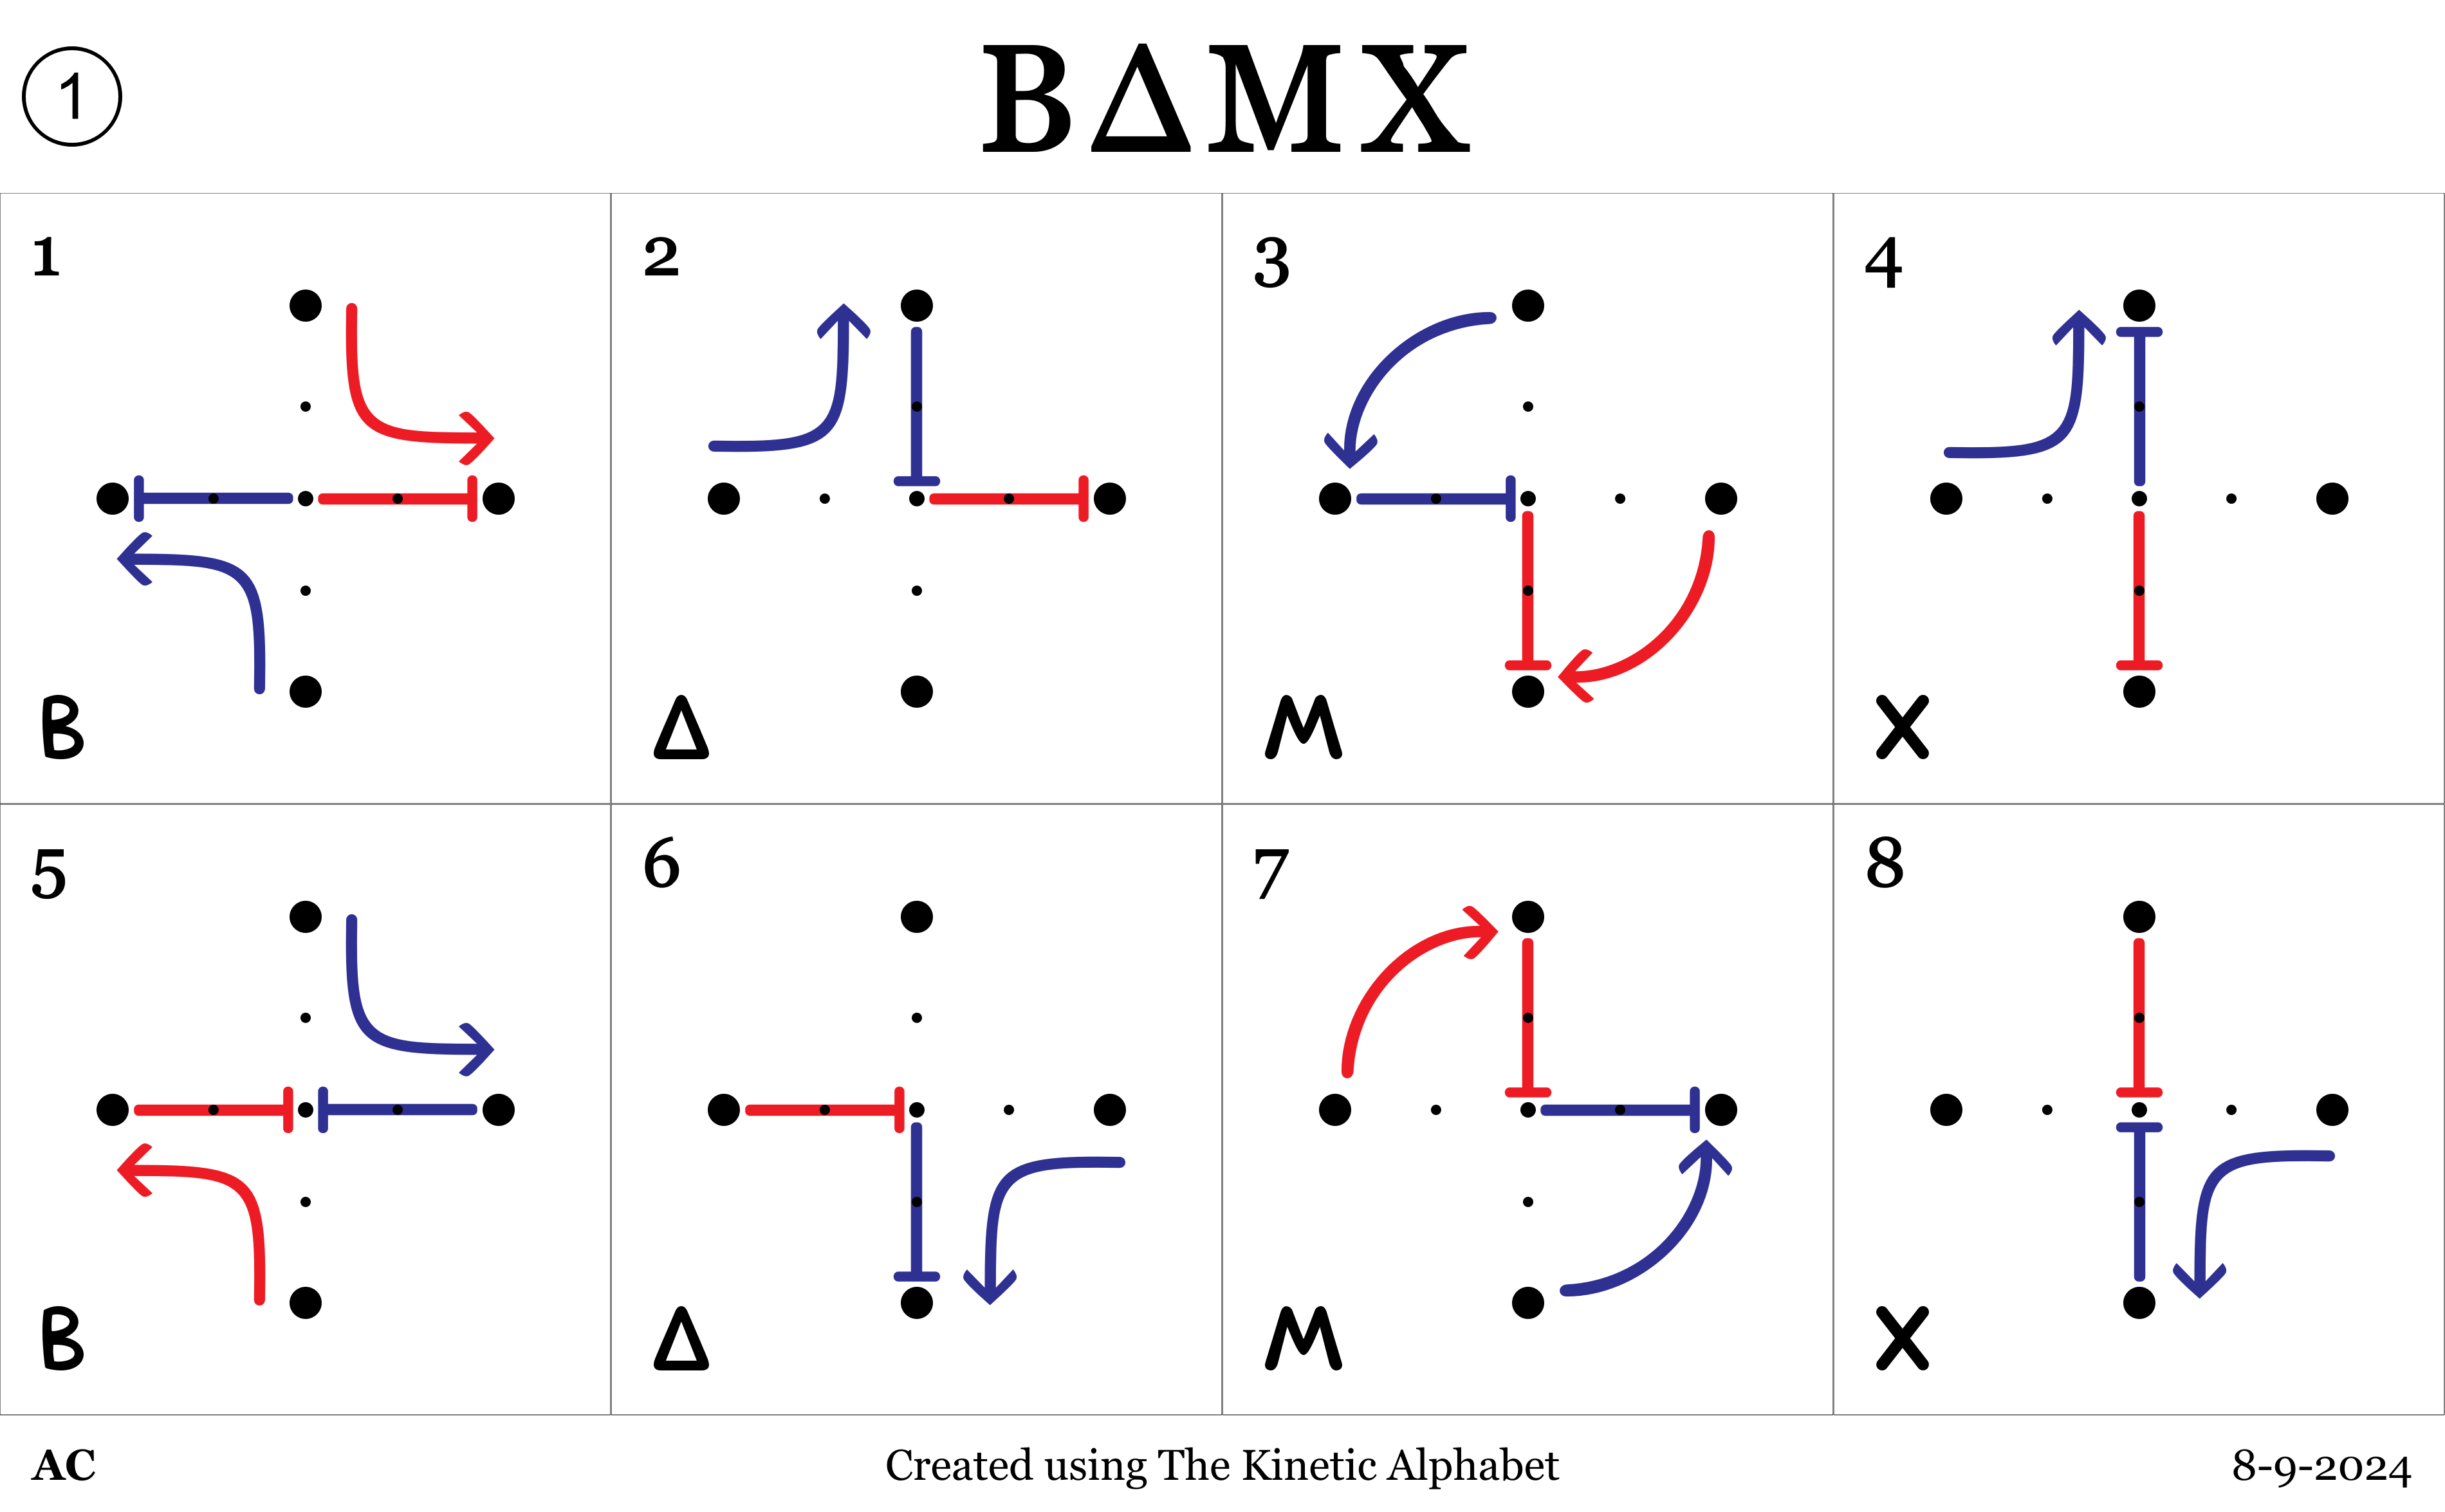 1
BΔMX
1
2
3
4
B
Δ
M
X
5
6
7
8
B
Δ
M
X
AC
Created using The Kinetic Alphabet
8-9-2024